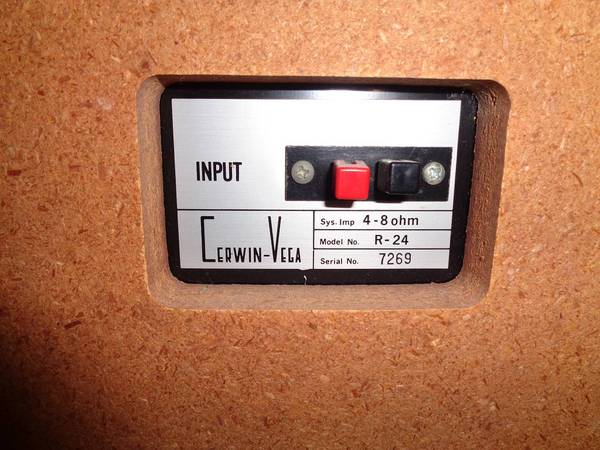 INPUT
CERWIN-VEGA
Sys. Imp 4-8 ohm
Model No. R-24
Serial No. 7269